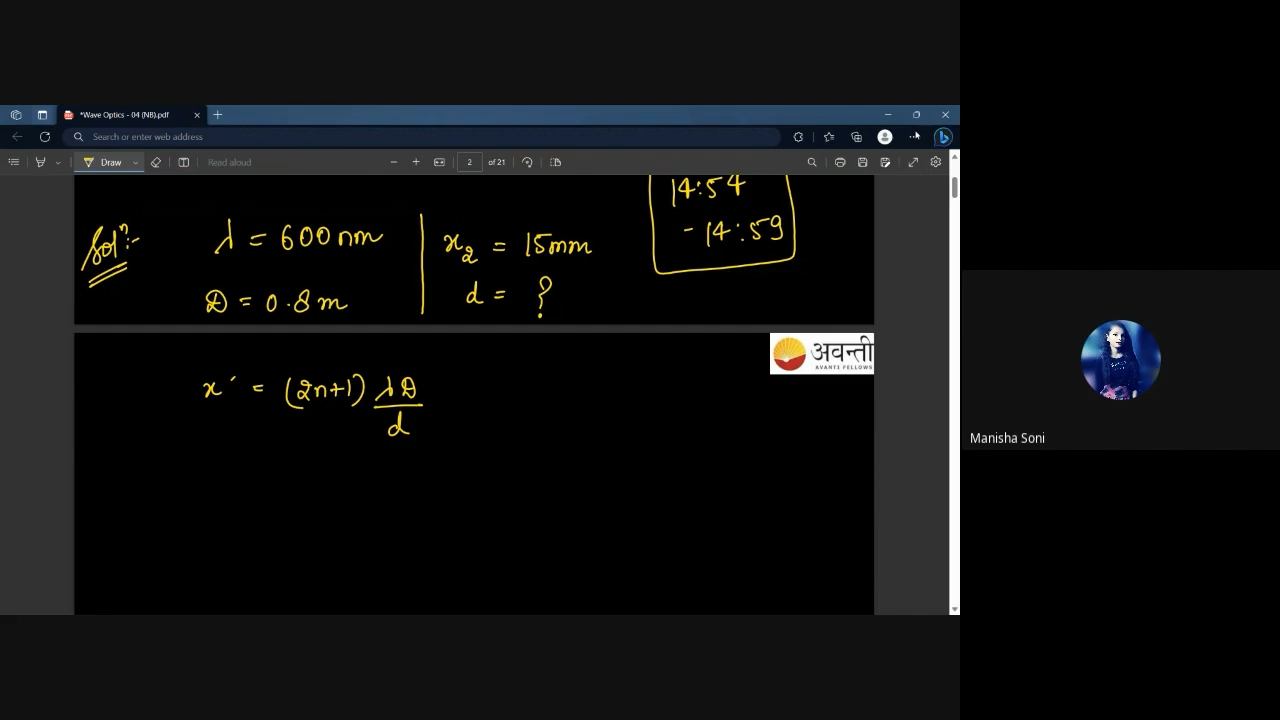 *Wave Optics - 04 (NB).pdf
Search or enter web address
Draw
Read aloud
2 of 21
14:54
- 14:59
Solⁿ:-
λ = 600 nm
x₂ = 15mm
D = 0.8 m
d = ?
अवन्ती
AVANTI FELLOWS
x′ = (2n+1) λD/d
Manisha Soni